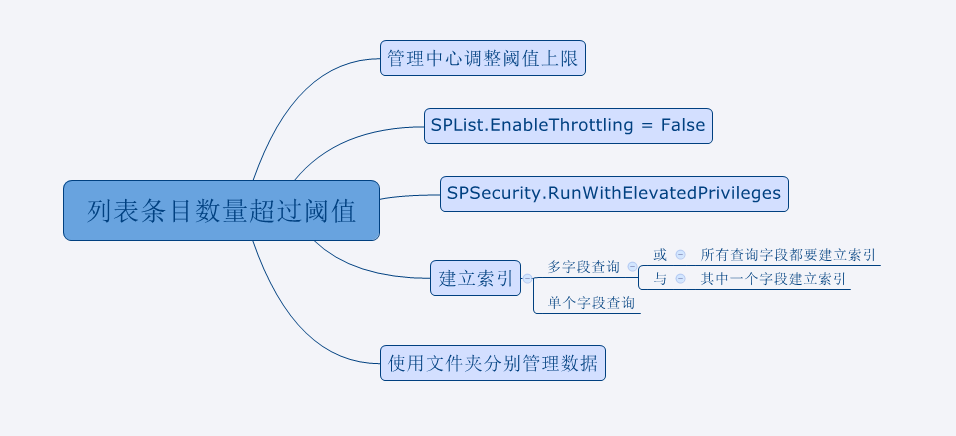 管理中心调整阈值上限
SPList.EnableThrottling = False
SPSecurity.RunWithElevatedPrivileges
列表条目数量超过阈值
建立索引
多字段查询
或
所有查询字段都要建立索引
与
其中一个字段建立索引
单个字段查询
使用文件夹分别管理数据